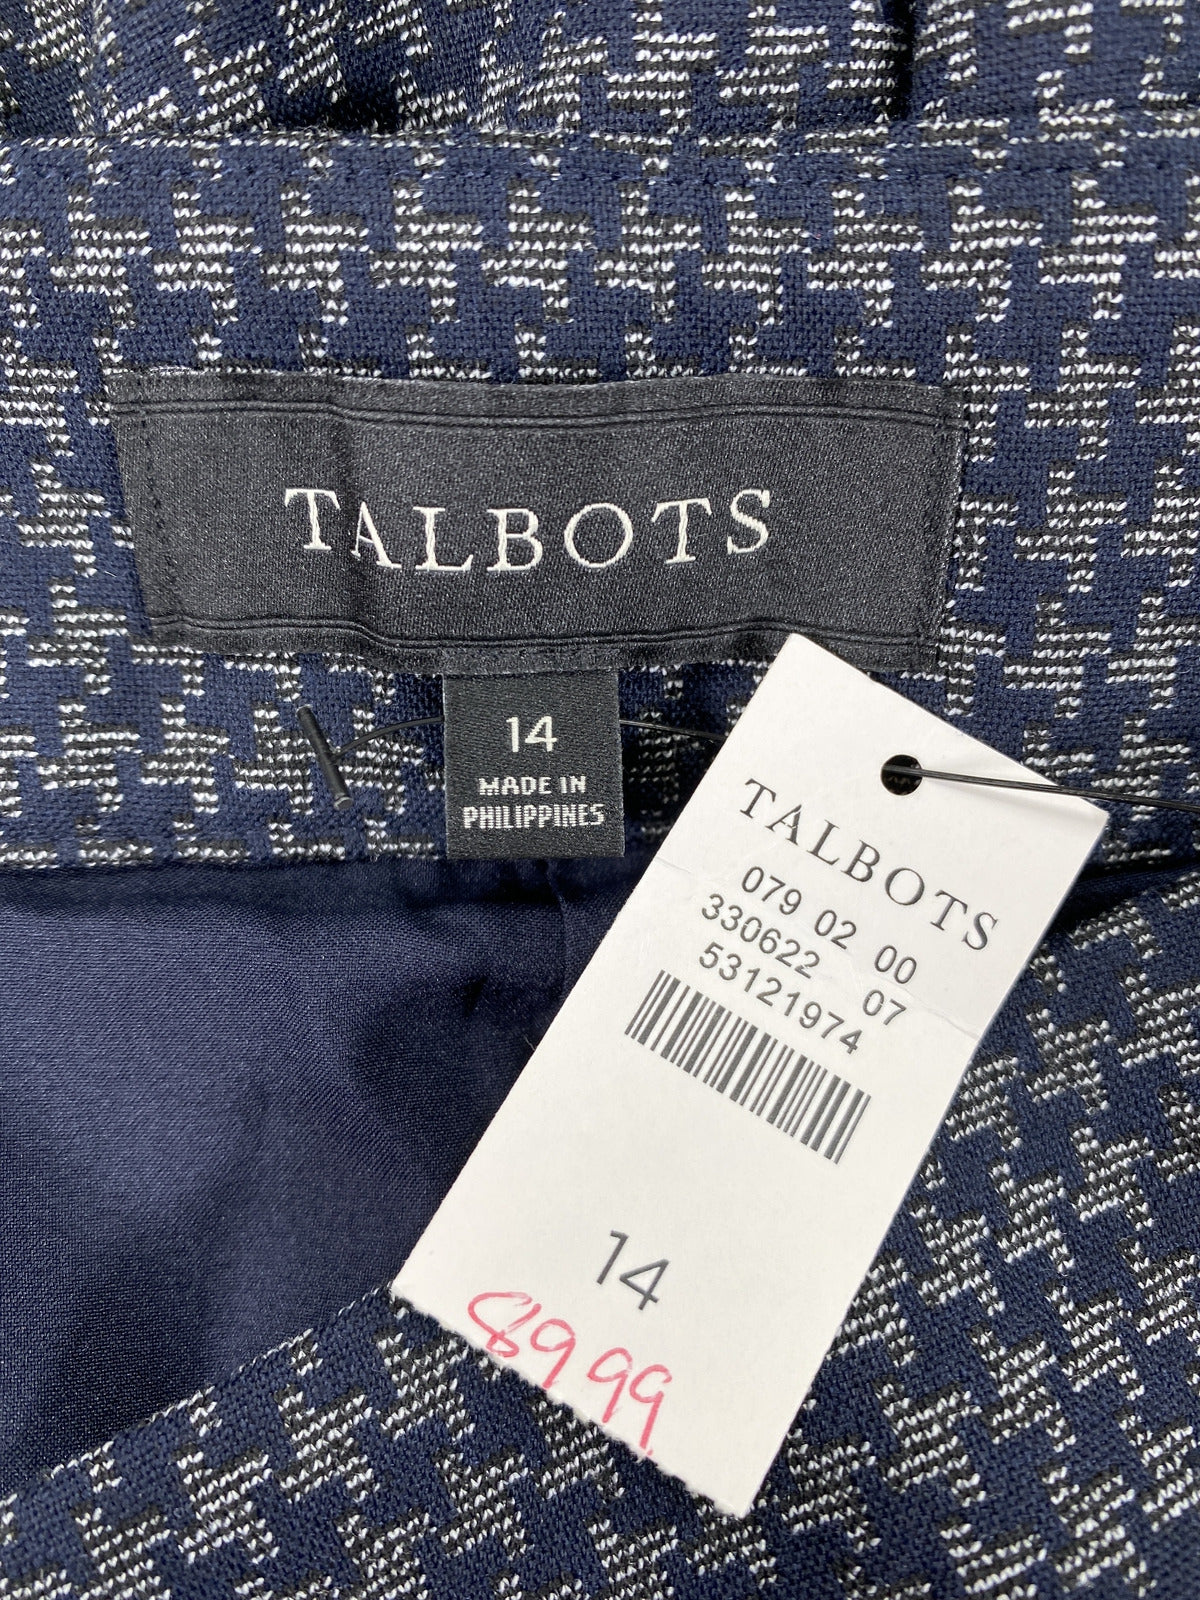 TALBOTS
14
MADE IN
PHILIPPINES
TALBOTS
079 02 00
330622 07
53121974
14
89.99